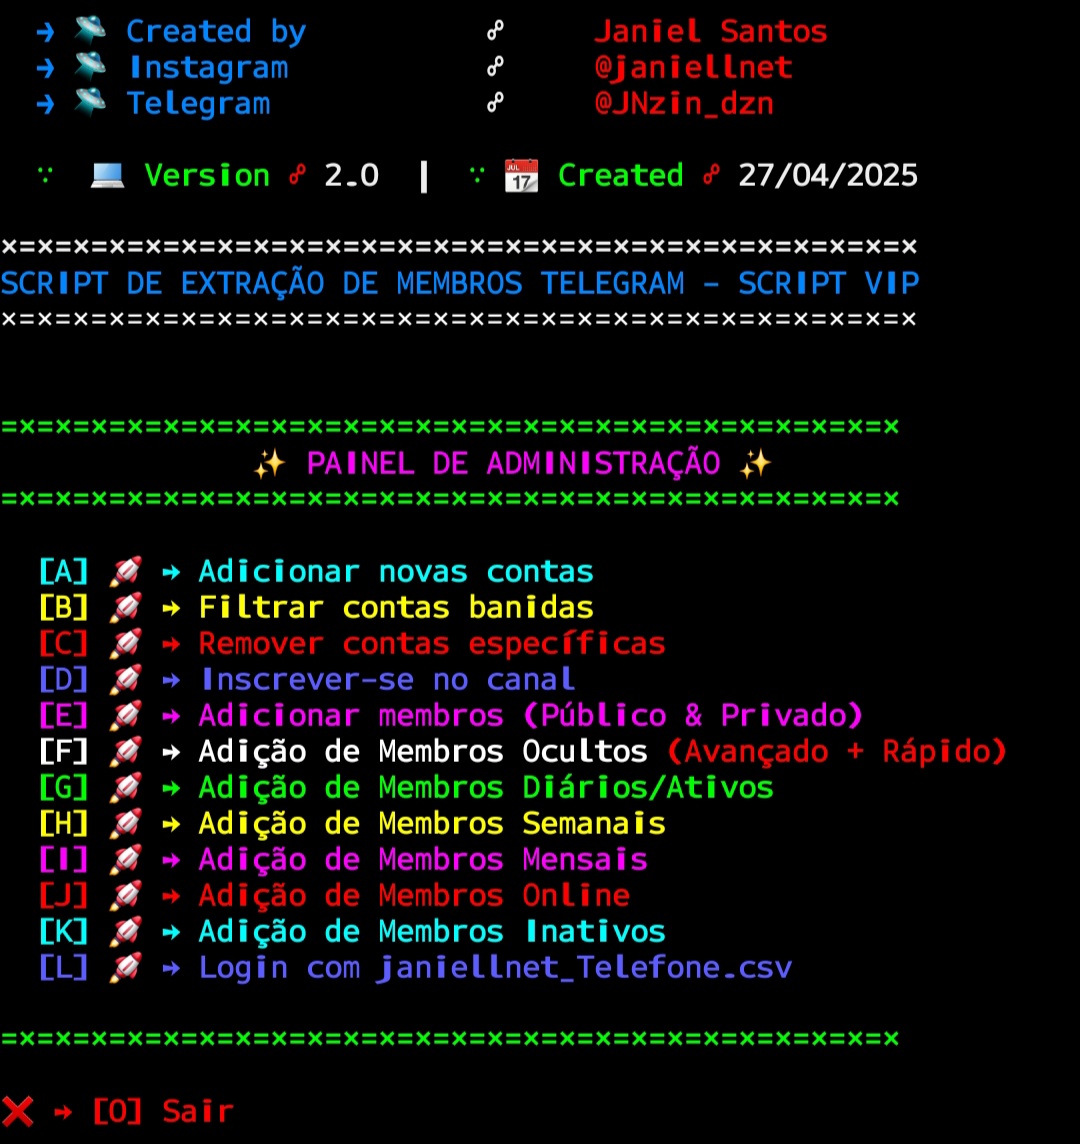 → 🛸 Created by ☍ Janiel Santos
→ 🛸 Instagram ☍ @janiellnet
→ 🛸 Telegram ☍ @JNzin_dzn
∵ 💻 Version ☍ 2.0 | ∵ 📅 Created ☍ 27/04/2025
×=×=×=×=×=×=×=×=×=×=×=×=×=×=×=×=×=×=×=×=×=×=×=×=×=×
SCRIPT DE EXTRAÇÃO DE MEMBROS TELEGRAM - SCRIPT VIP
×=×=×=×=×=×=×=×=×=×=×=×=×=×=×=×=×=×=×=×=×=×=×=×=×=×
=×=×=×=×=×=×=×=×=×=×=×=×=×=×=×=×=×=×=×=×=×=×=×=×=×
✨ PAINEL DE ADMINISTRAÇÃO ✨
=×=×=×=×=×=×=×=×=×=×=×=×=×=×=×=×=×=×=×=×=×=×=×=×=×
[A] 🚀 → Adicionar novas contas
[B] 🚀 → Filtrar contas banidas
[C] 🚀 → Remover contas específicas
[D] 🚀 → Inscrever-se no canal
[E] 🚀 → Adicionar membros (Público & Privado)
[F] 🚀 → Adição de Membros Ocultos (Avançado + Rápido)
[G] 🚀 → Adição de Membros Diários/Ativos
[H] 🚀 → Adição de Membros Semanais
[I] 🚀 → Adição de Membros Mensais
[J] 🚀 → Adição de Membros Online
[K] 🚀 → Adição de Membros Inativos
[L] 🚀 → Login com janiellnet_Telefone.csv
=×=×=×=×=×=×=×=×=×=×=×=×=×=×=×=×=×=×=×=×=×=×=×=×=×
❌ → [O] Sair